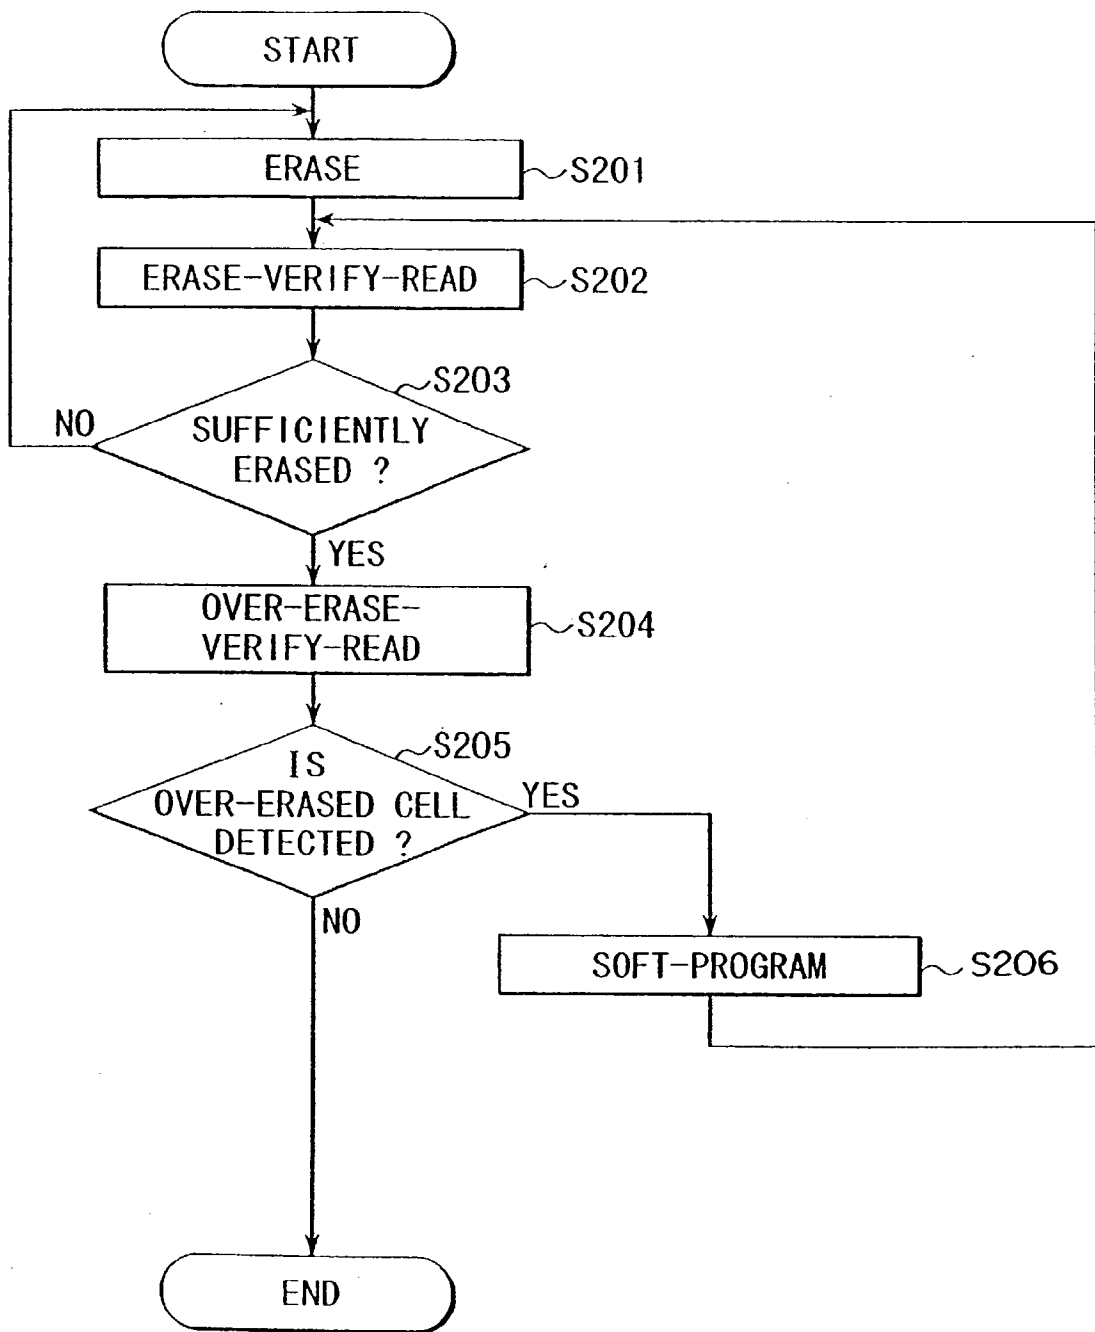 START
ERASE
S201
ERASE-VERIFY-READ
S202
S203
NO
SUFFICIENTLY
ERASED ?
YES
OVER-ERASE-
VERIFY-READ
S204
S205
IS
OVER-ERASED CELL
DETECTED ?
YES
NO
SOFT-PROGRAM
S206
END